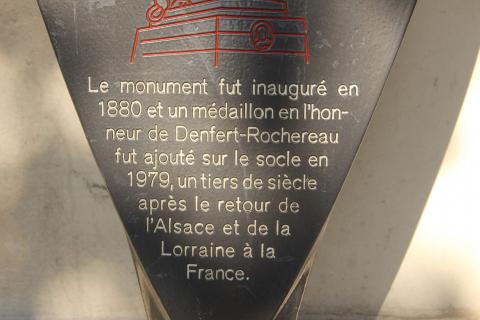 Le monument fut inauguré en
1880 et un médaillon en l'hon-
neur de Denfert-Rochereau
fut ajouté sur le socle en
1979, un tiers de siècle
après le retour de
l'Alsace et de la
Lorraine à la
France.